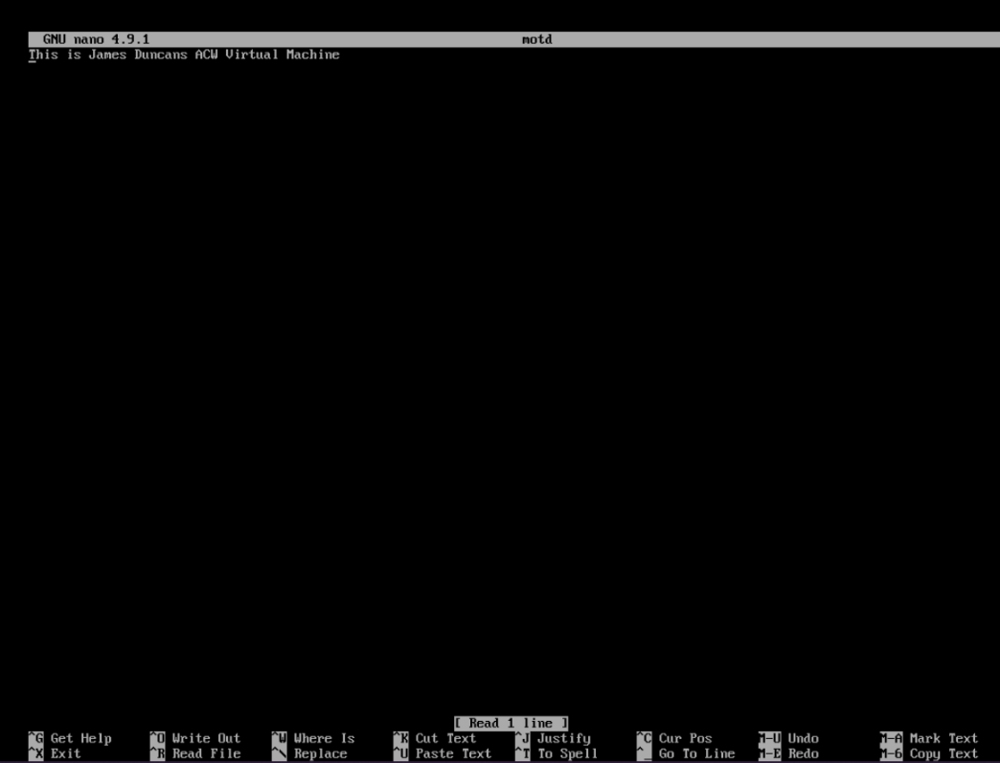 GNU nano 4.9.1 motd
This is James Duncans ACW Virtual Machine
[ Read 1 line ]
^G Get Help ^O Write Out ^W Where Is ^K Cut Text ^J Justify ^C Cur Pos M-U Undo M-A Mark Text
^X Exit ^R Read File ^\ Replace ^U Paste Text ^T To Spell ^_ Go To Line M-E Redo M-6 Copy Text